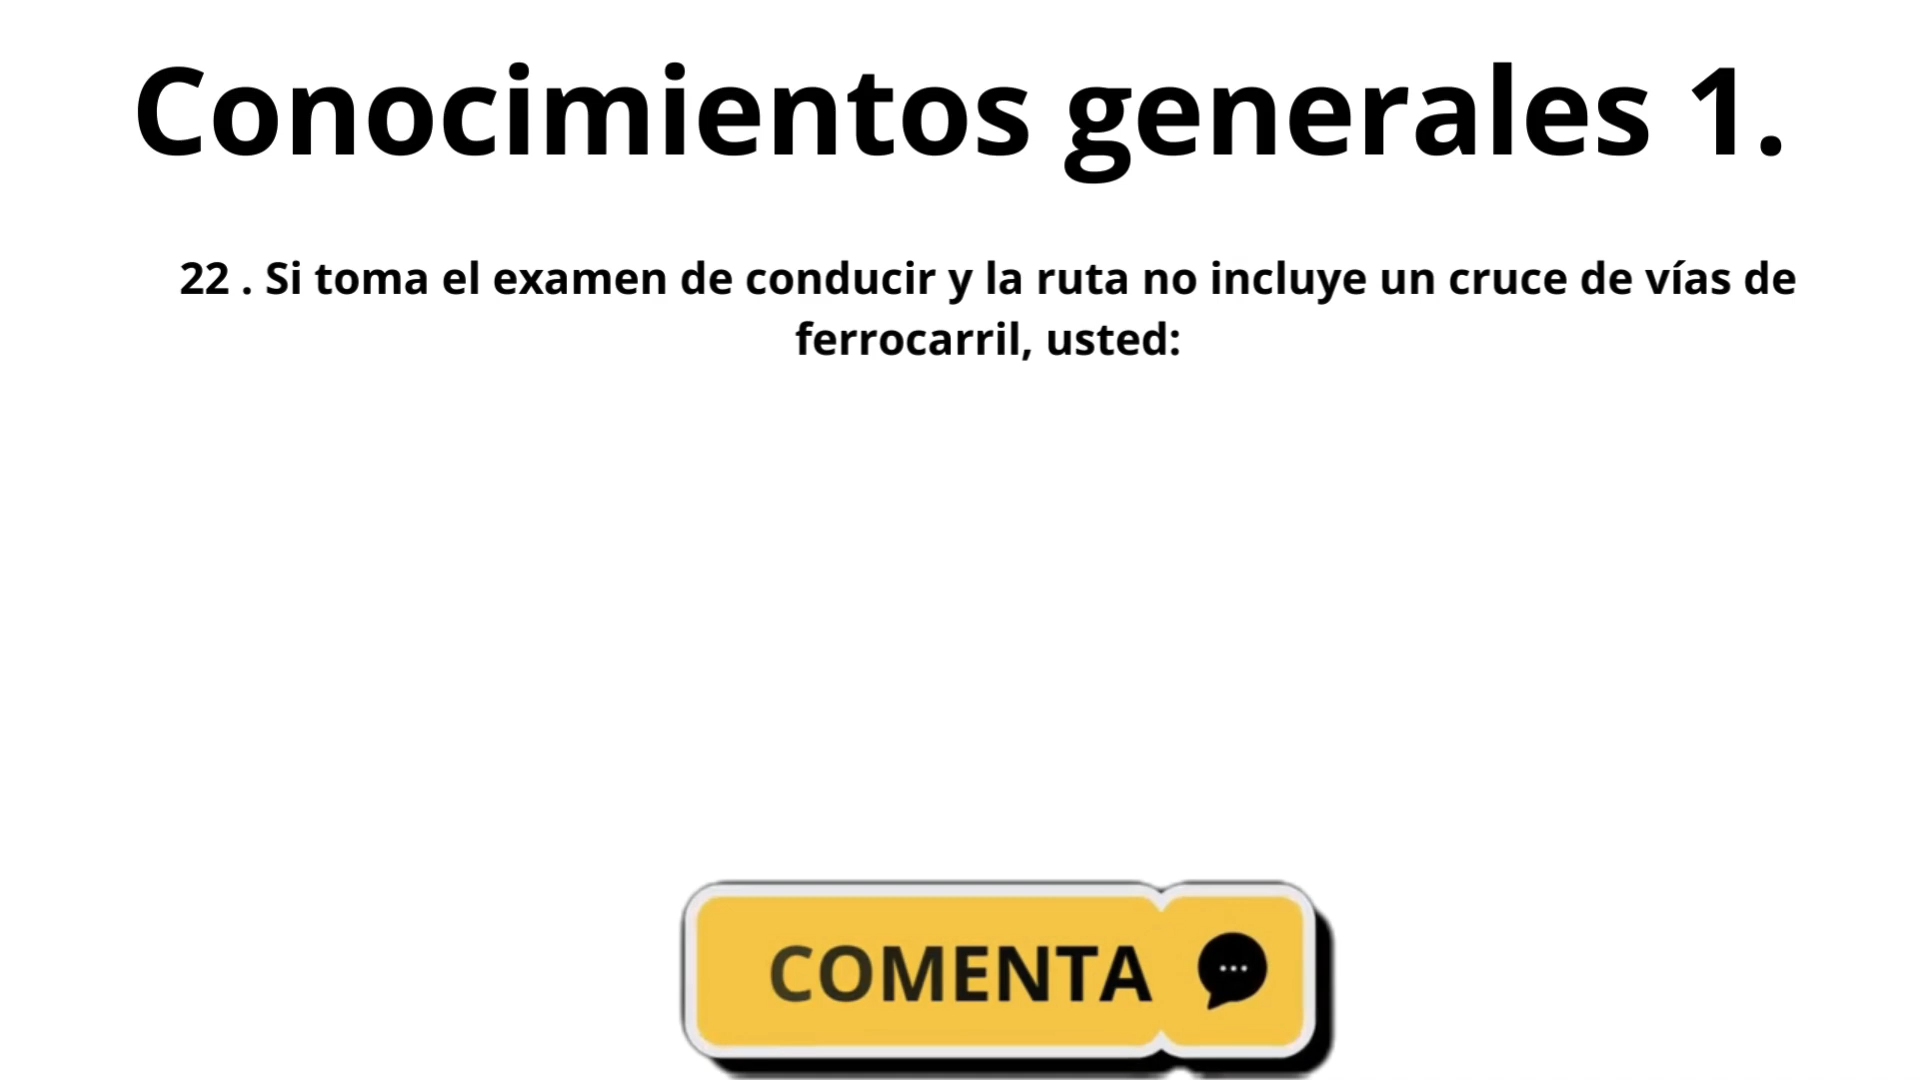 Conocimientos generales 1.
22 . Si toma el examen de conducir y la ruta no incluye un cruce de vías de
ferrocarril, usted:
COMENTA